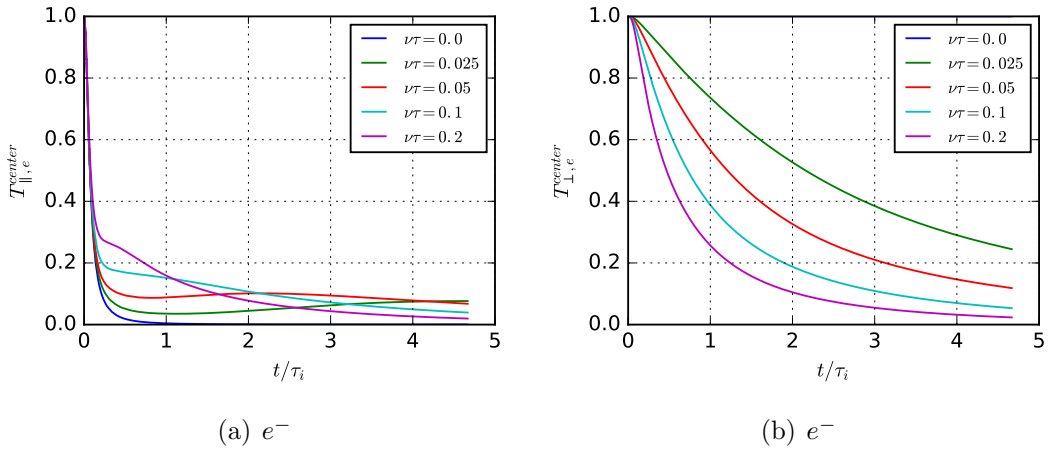 1.0
0.8
0.6
0.4
0.2
0.0
0 1 2 3 4 5
t/τ_i
T_{∥,e}^{center}
ντ = 0.0
ντ = 0.025
ντ = 0.05
ντ = 0.1
ντ = 0.2
(a) e⁻
1.0
0.8
0.6
0.4
0.2
0.0
0 1 2 3 4 5
t/τ_i
T_{⊥,e}^{center}
ντ = 0.0
ντ = 0.025
ντ = 0.05
ντ = 0.1
ντ = 0.2
(b) e⁻